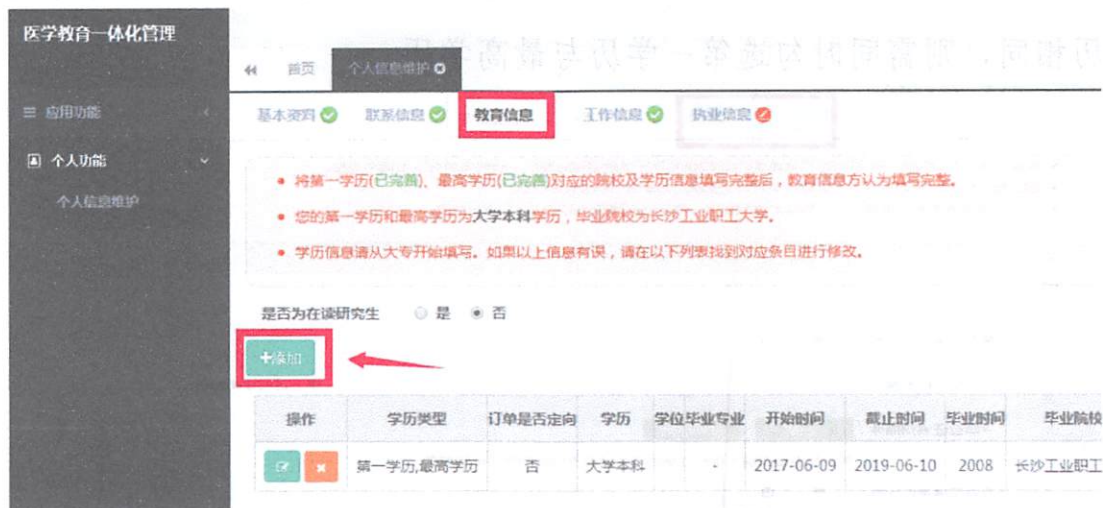 医学教育一体化管理
首页 个人信息维护
应用功能
基本资料 联系信息 教育信息 工作信息 执业信息
个人功能
将第一学历(已完善)、最高学历(已完善)对应的院校及学历信息填写完整后，教育信息方认为填写完整。
个人信息维护
您的第一学历和最高学历为大学本科学历，毕业院校为长沙工业职工大学。
学历信息请从大专开始填写。如果以上信息有误，请在以下列表找到对应条目进行修改。
是否为在读研究生 是 否
+添加
操作 学历类型 订单是否定向 学历 学位毕业专业 开始时间 截止时间 毕业时间 毕业院校
第一学历,最高学历 否 大学本科 - 2017-06-09 2019-06-10 2008 长沙工业职工